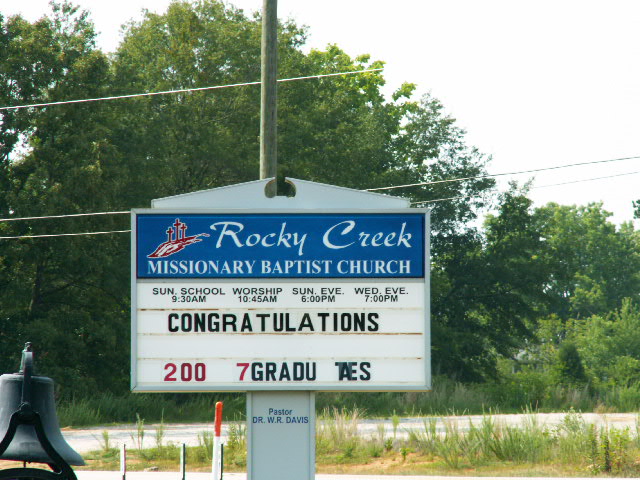 Rocky Creek
MISSIONARY BAPTIST CHURCH
SUN. SCHOOL WORSHIP SUN. EVE. WED. EVE.
9:30AM 10:45AM 6:00PM 7:00PM
CONGRATULATIONS
200 7GRADU TAES
Pastor
DR. W.R. DAVIS